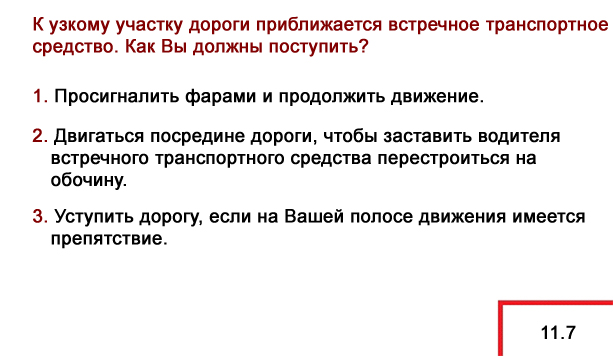 К узкому участку дороги приближается встречное транспортное
средство. Как Вы должны поступить?
1. Просигналить фарами и продолжить движение.
2. Двигаться посредине дороги, чтобы заставить водителя
встречного транспортного средства перестроиться на
обочину.
3. Уступить дорогу, если на Вашей полосе движения имеется
препятствие.
11.7